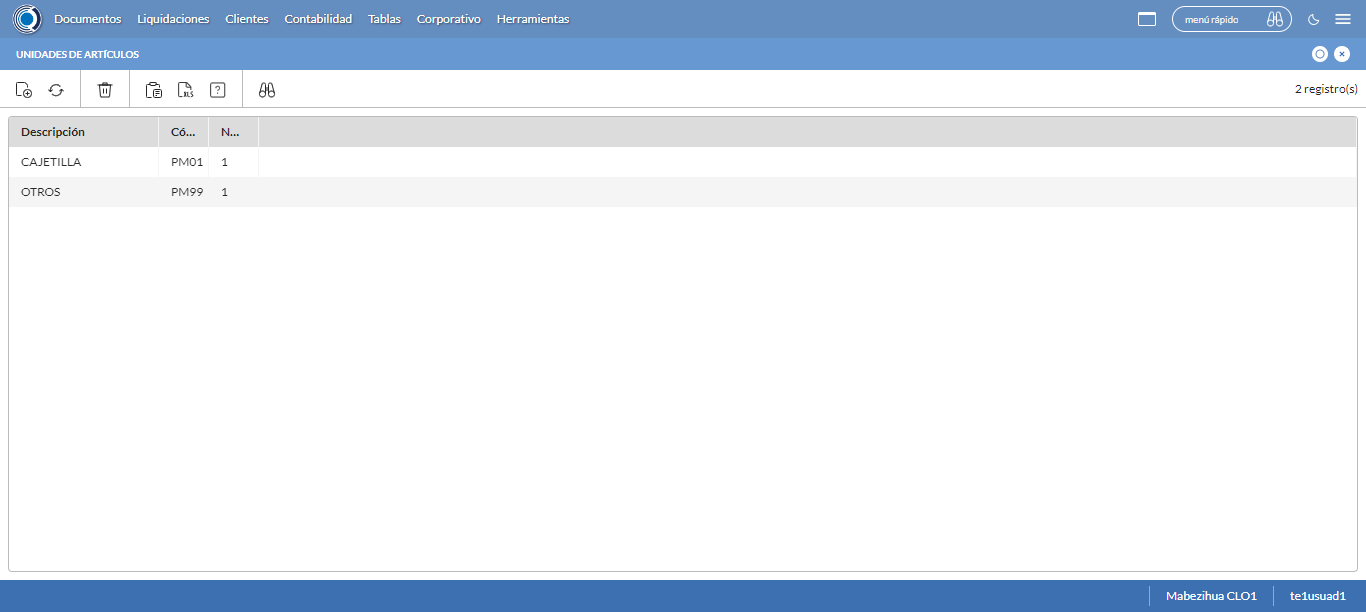 Documentos Liquidaciones Clientes Contabilidad Tablas Corporativo Herramientas menú rápido
UNIDADES DE ARTÍCULOS
XLS ? 2 registro(s)
Descripción Có... N...
CAJETILLA PM01 1
OTROS PM99 1
Mabezihua CLO1 te1usuad1